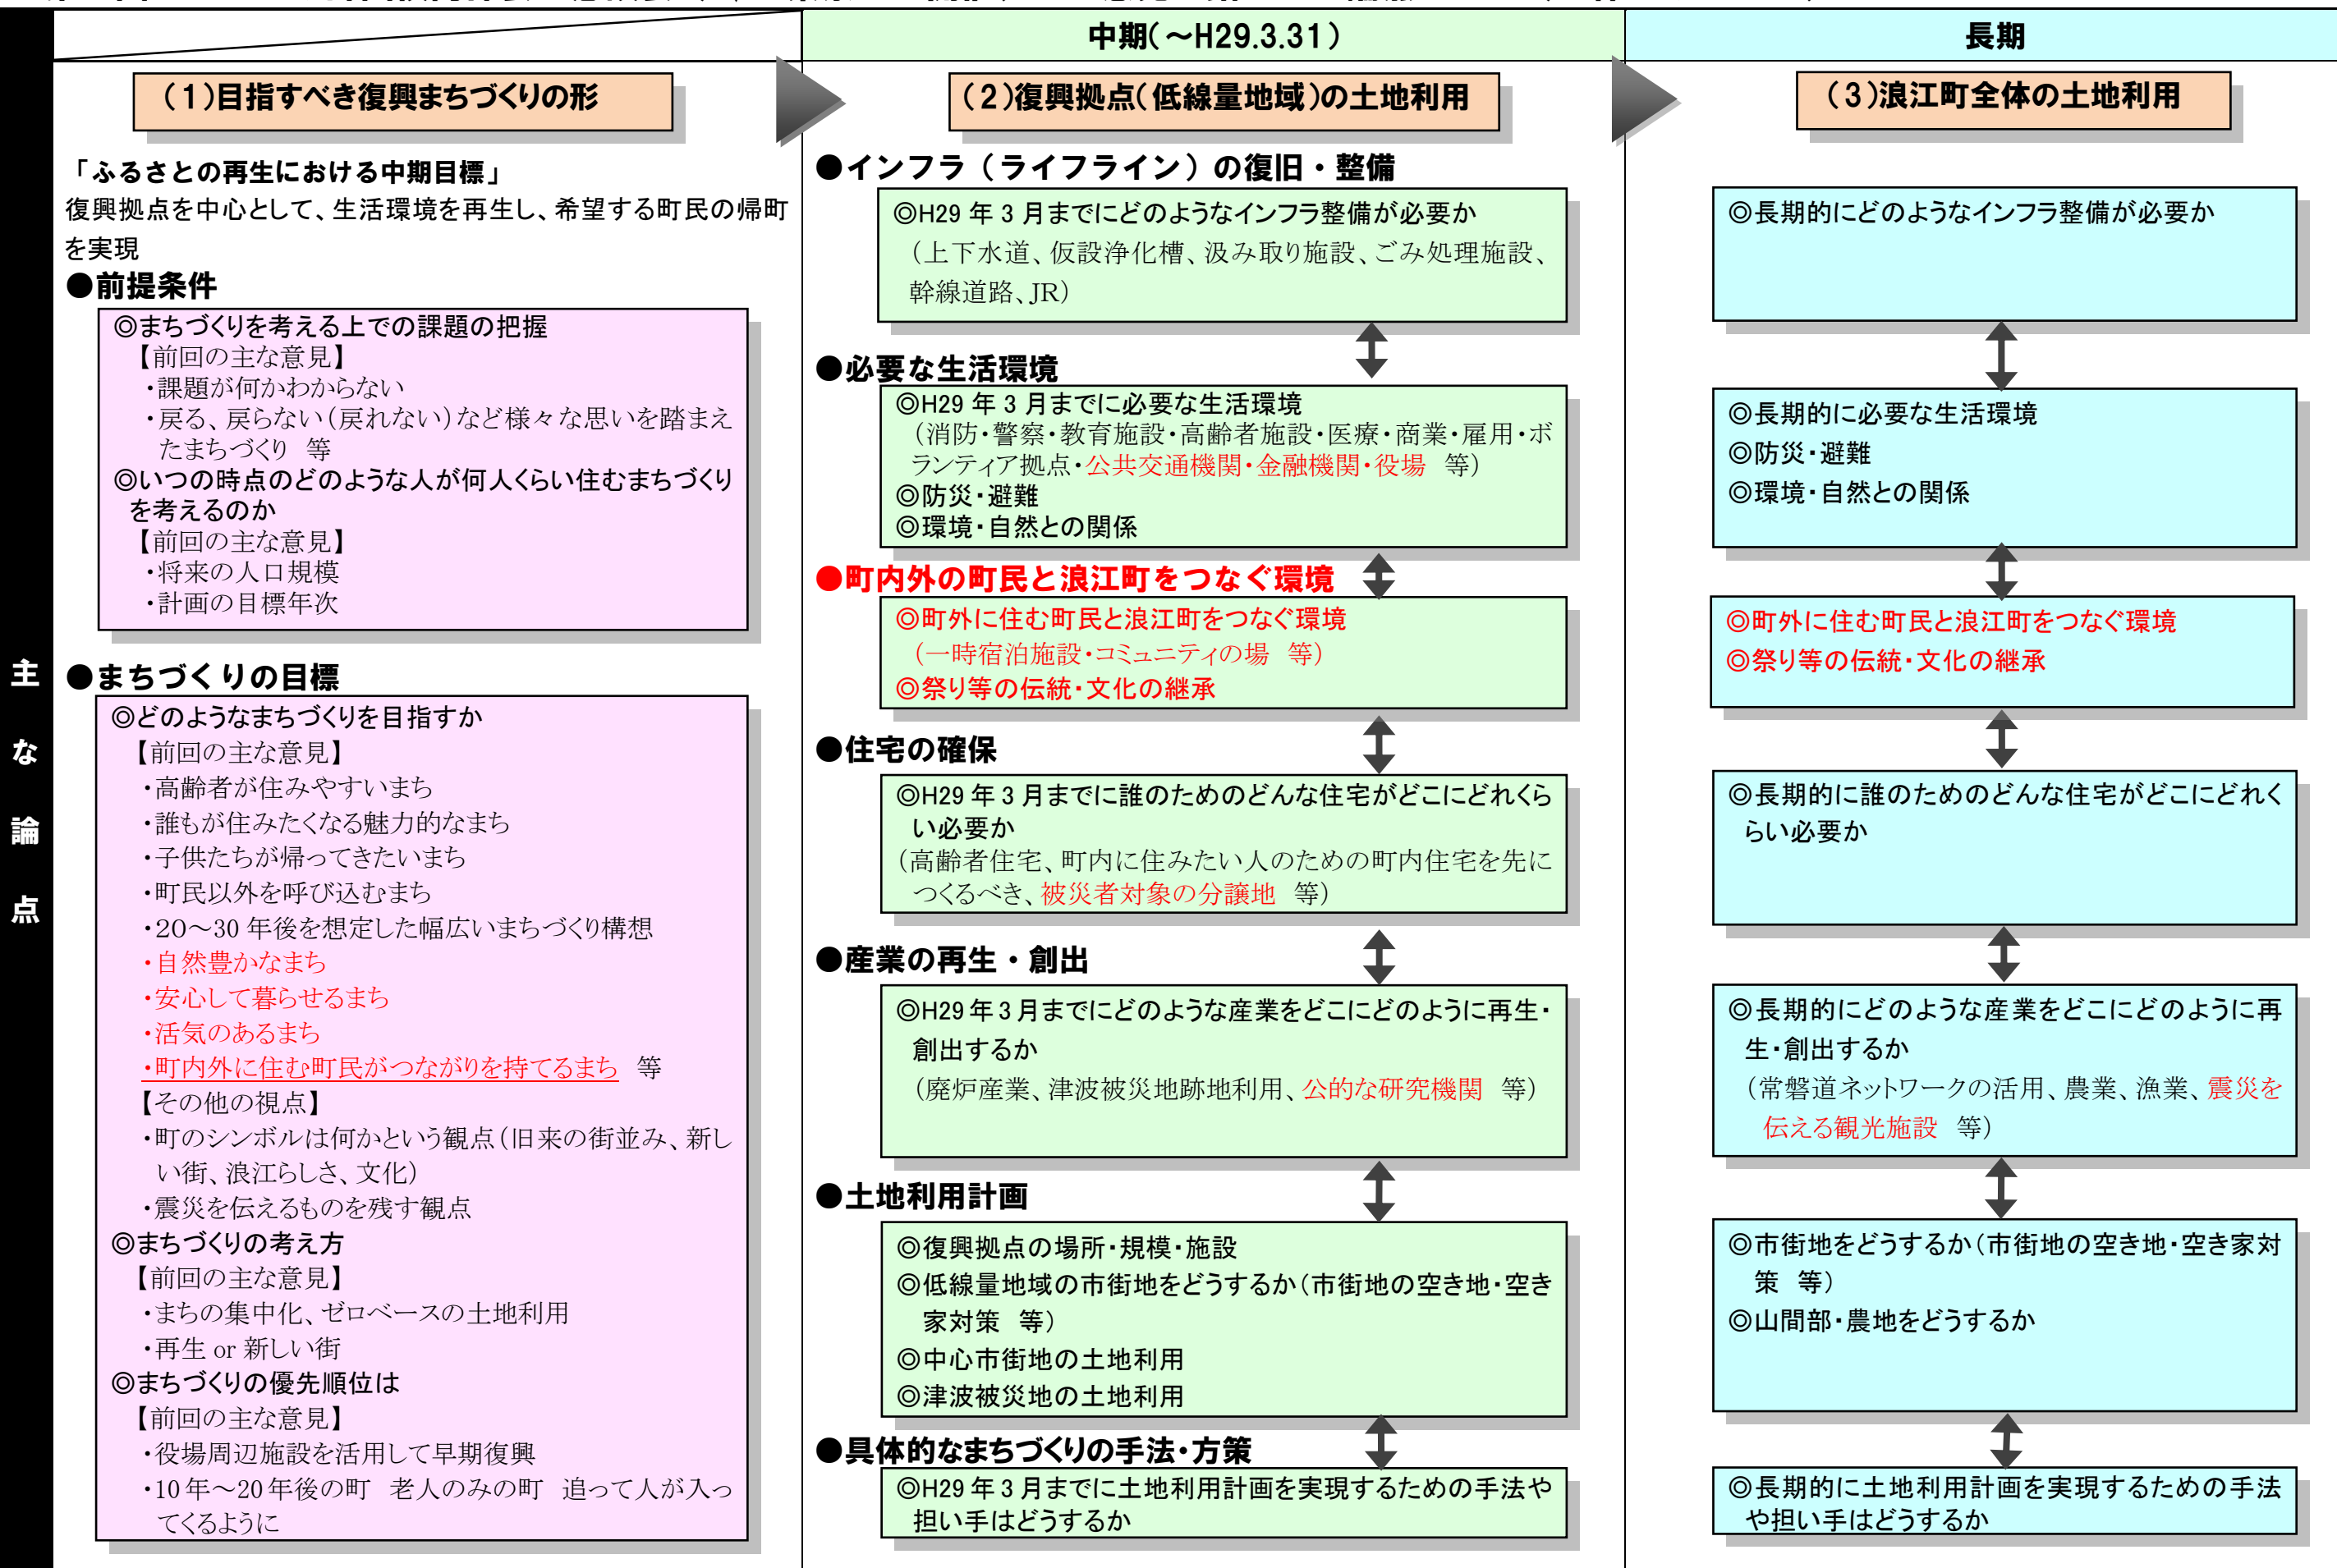 中期(～H29.3.31)
長期
主な論点
(1)目指すべき復興まちづくりの形
「ふるさとの再生における中期目標」
復興拠点を中心として、生活環境を再生し、希望する町民の帰町
を実現
●前提条件
◎まちづくりを考える上での課題の把握
【前回の主な意見】
・課題が何かわからない
・戻る、戻らない(戻れない)など様々な思いを踏まえ
たまちづくり 等
◎いつの時点のどのような人が何人くらい住むまちづくり
を考えるのか
【前回の主な意見】
・将来の人口規模
・計画の目標年次
●まちづくりの目標
◎どのようなまちづくりを目指すか
【前回の主な意見】
・高齢者が住みやすいまち
・誰もが住みたくなる魅力的なまち
・子供たちが帰ってきたいまち
・町民以外を呼び込むまち
・20～30年後を想定した幅広いまちづくり構想
・自然豊かなまち
・安心して暮らせるまち
・活気のあるまち
・町内外に住む町民がつながりを持てるまち 等
【その他の視点】
・町のシンボルは何かという観点(旧来の街並み、新し
い街、浪江らしさ、文化)
・震災を伝えるものを残す観点
◎まちづくりの考え方
【前回の主な意見】
・まちの集中化、ゼロベースの土地利用
・再生 or 新しい街
◎まちづくりの優先順位は
【前回の主な意見】
・役場周辺施設を活用して早期復興
・10年～20年後の町 老人のみの町 追って人が入っ
てくるように
(2)復興拠点(低線量地域)の土地利用
●インフラ(ライフライン)の復旧・整備
◎H29年3月までにどのようなインフラ整備が必要か
(上下水道、仮設浄化槽、汲み取り施設、ごみ処理施設、
幹線道路、JR)
●必要な生活環境
◎H29年3月までに必要な生活環境
(消防・警察・教育施設・高齢者施設・医療・商業・雇用・ボ
ランティア拠点・公共交通機関・金融機関・役場 等)
◎防災・避難
◎環境・自然との関係
●町内外の町民と浪江町をつなぐ環境
◎町外に住む町民と浪江町をつなぐ環境
(一時宿泊施設・コミュニティの場 等)
◎祭り等の伝統・文化の継承
●住宅の確保
◎H29年3月までに誰のためのどんな住宅がどこにどれくら
い必要か
(高齢者住宅、町内に住みたい人のための町内住宅を先に
つくるべき、被災者対象の分譲地 等)
●産業の再生・創出
◎H29年3月までにどのような産業をどこにどのように再生・
創出するか
(廃炉産業、津波被災地跡地利用、公的な研究機関 等)
●土地利用計画
◎復興拠点の場所・規模・施設
◎低線量地域の市街地をどうするか(市街地の空き地・空き
家対策 等)
◎中心市街地の土地利用
◎津波被災地の土地利用
●具体的なまちづくりの手法・方策
◎H29年3月までに土地利用計画を実現するための手法や
担い手はどうするか
(3)浪江町全体の土地利用
◎長期的にどのようなインフラ整備が必要か
◎長期的に必要な生活環境
◎防災・避難
◎環境・自然との関係
◎町外に住む町民と浪江町をつなぐ環境
◎祭り等の伝統・文化の継承
◎長期的に誰のためのどんな住宅がどこにどれく
らい必要か
◎長期的にどのような産業をどこにどのように再
生・創出するか
(常磐道ネットワークの活用、農業、漁業、震災を
伝える観光施設 等)
◎市街地をどうするか(市街地の空き地・空き家対
策 等)
◎山間部・農地をどうするか
◎長期的に土地利用計画を実現するための手法
や担い手はどうするか